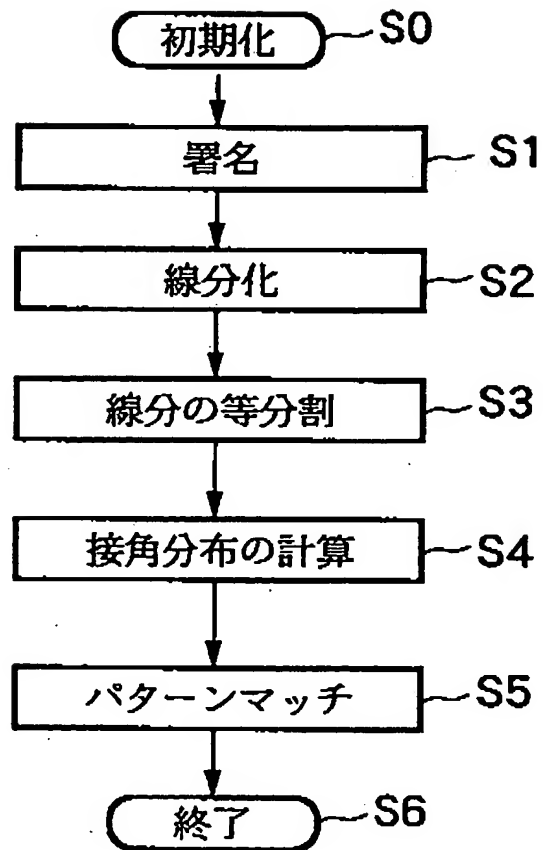 初期化 S0
署名 S1
線分化 S2
線分の等分割 S3
接角分布の計算 S4
パターンマッチ S5
終了 S6